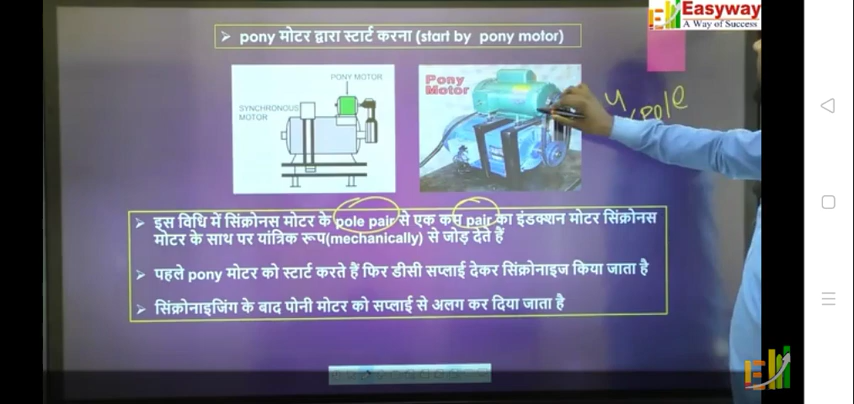 Easyway
A Way of Success
➤ pony मोटर द्वारा स्टार्ट करना (start by pony motor)
PONY MOTOR
SYNCHRONOUS
MOTOR
Pony
Motor
4
pole
➤ इस विधि में सिंक्रोनस मोटर के pole pair से एक कम pair का इंडक्शन मोटर सिंक्रोनस
मोटर के साथ पर यांत्रिक रूप(mechanically) से जोड़ देते हैं
➤ पहले pony मोटर को स्टार्ट करते हैं फिर डीसी सप्लाई देकर सिंक्रोनाइज किया जाता है
➤ सिंक्रोनाइजिंग के बाद पोनी मोटर को सप्लाई से अलग कर दिया जाता है